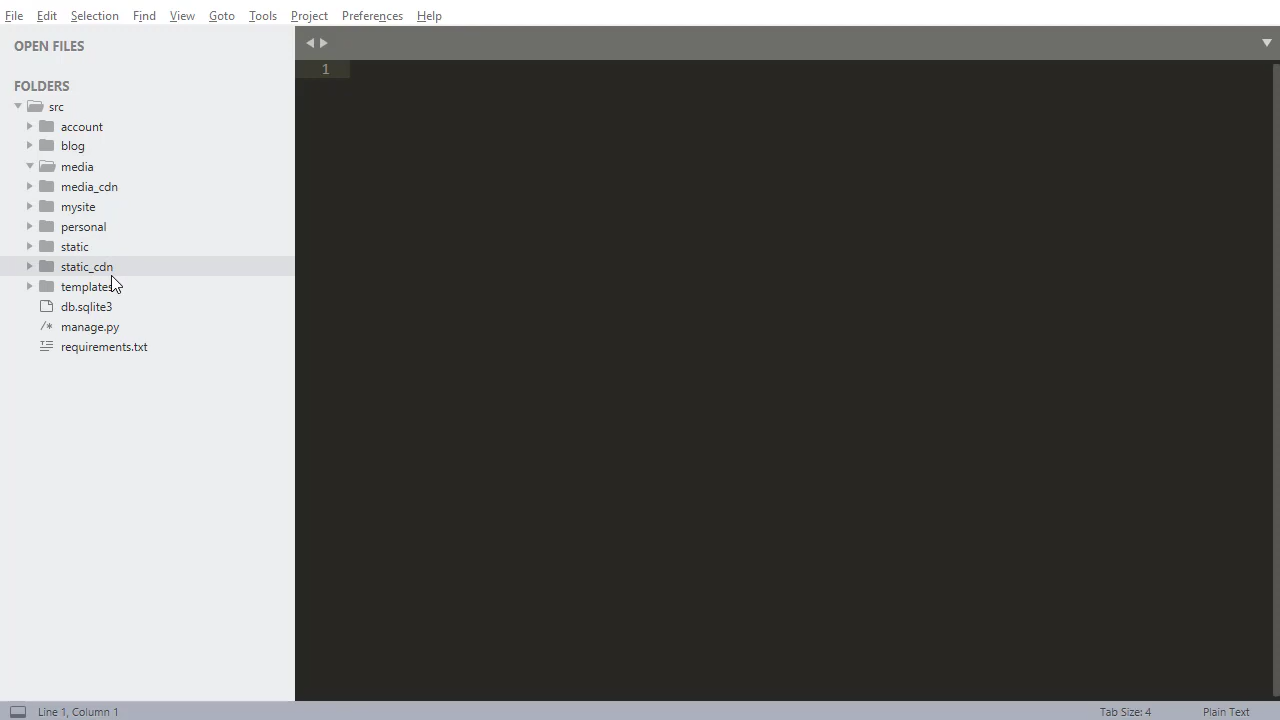 File Edit Selection Find View Goto Tools Project Preferences Help
OPEN FILES
FOLDERS
src
account
blog
media
media_cdn
mysite
personal
static
static_cdn
templates
db.sqlite3
/* manage.py
requirements.txt
1
Line 1, Column 1
Tab Size: 4
Plain Text